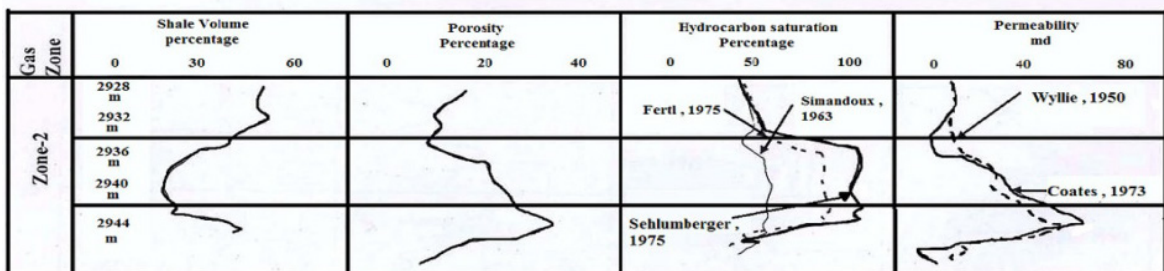 Gas
Zone
Shale Volume
percentage
0 30 60
Porosity
Percentage
0 20 40
Hydrocarbon saturation
Percentage
0 50 100
Permeability
md
0 40 80
Zone-2
2928
m
2932
m
2936
m
2940
m
2944
m
Fertl , 1975
Simandoux ,
1963
Sehlumberger
1975
Wyllie , 1950
Coates , 1973